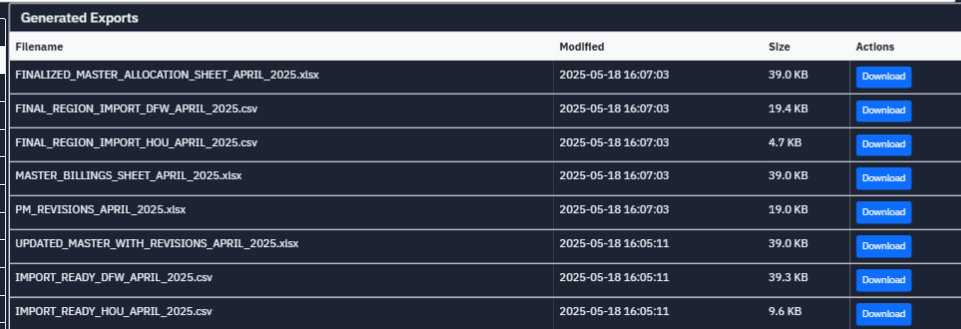 Generated Exports
Filename Modified Size Actions
FINALIZED_MASTER_ALLOCATION_SHEET_APRIL_2025.xlsx 2025-05-18 16:07:03 39.0 KB Download
FINAL_REGION_IMPORT_DFW_APRIL_2025.csv 2025-05-18 16:07:03 19.4 KB Download
FINAL_REGION_IMPORT_HOU_APRIL_2025.csv 2025-05-18 16:07:03 4.7 KB Download
MASTER_BILLINGS_SHEET_APRIL_2025.xlsx 2025-05-18 16:07:03 39.0 KB Download
PM_REVISIONS_APRIL_2025.xlsx 2025-05-18 16:07:03 19.0 KB Download
UPDATED_MASTER_WITH_REVISIONS_APRIL_2025.xlsx 2025-05-18 16:05:11 39.0 KB Download
IMPORT_READY_DFW_APRIL_2025.csv 2025-05-18 16:05:11 39.3 KB Download
IMPORT_READY_HOU_APRIL_2025.csv 2025-05-18 16:05:11 9.6 KB Download